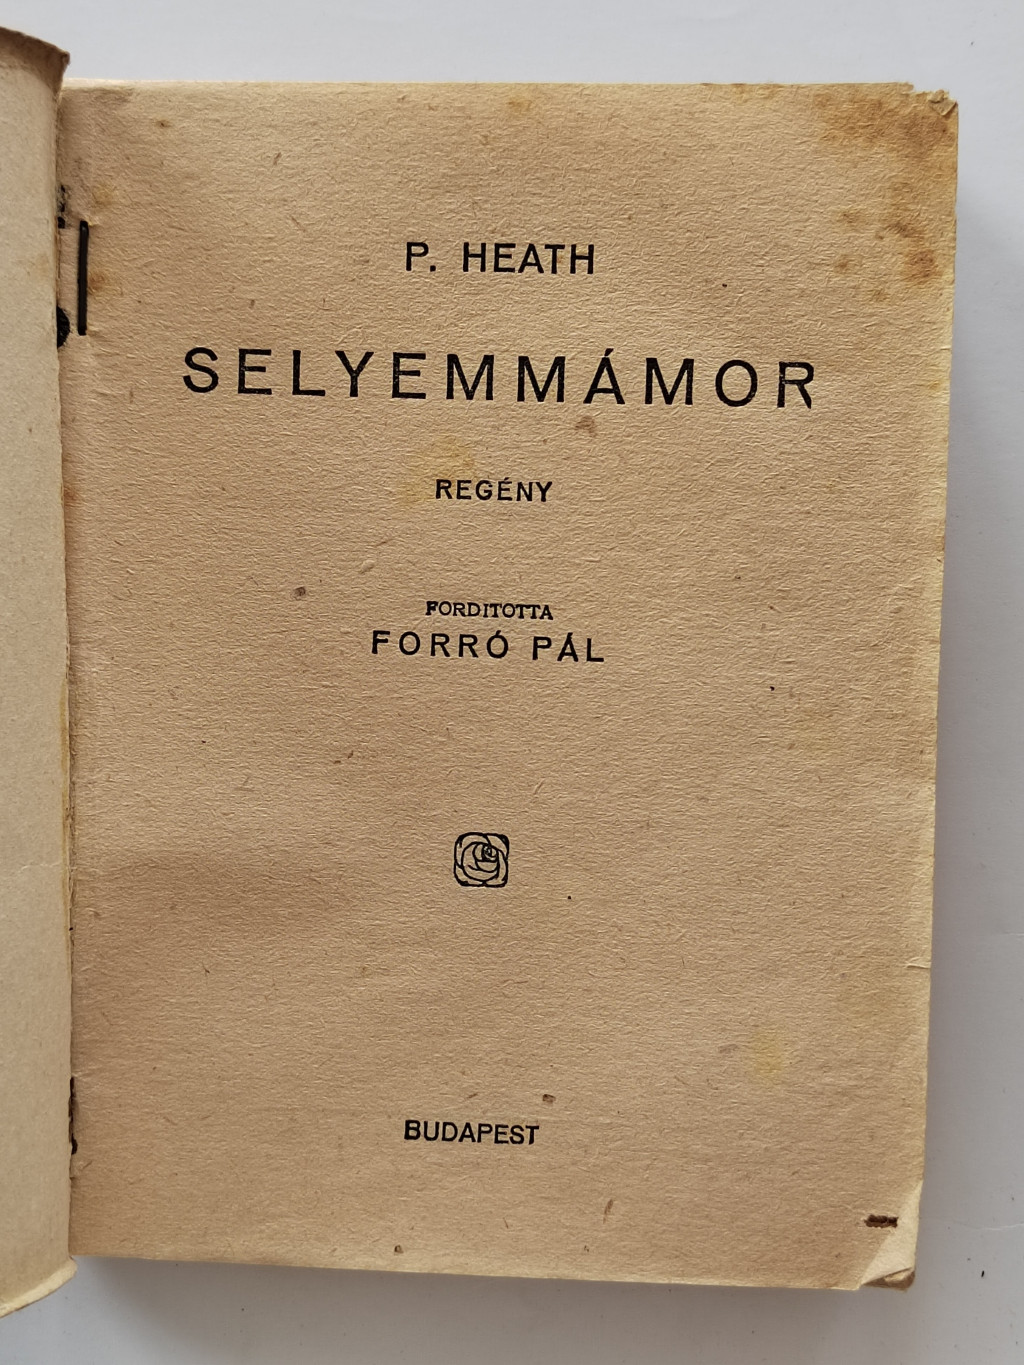 P. HEATH
SELYEMMÁMOR
REGÉNY
FORDITOTTA
FORRÓ PÁL
BUDAPEST